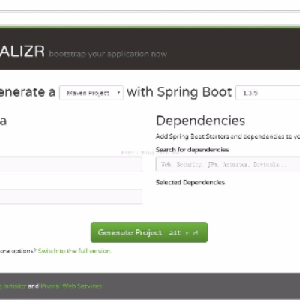 ALIZR bootstrap your application now
enerate a Maven Project with Spring Boot 1.3.5
a
Dependencies
Add Spring Boot Starters and dependencies to yo
Search for dependencies
Web, Security, JPA, Actuator, Devtools...
Selected Dependencies
Generate Project alt +
options? Switch to the full version.
and Pivotal Web Services